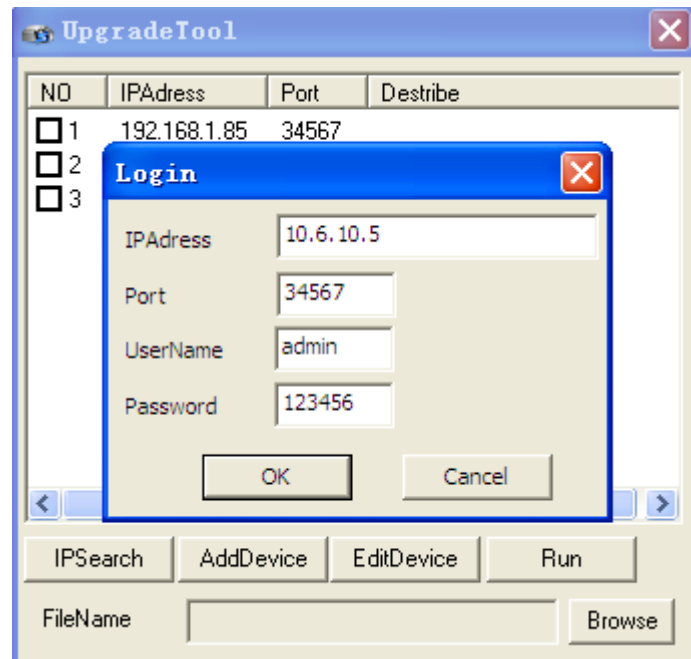 UpgradeTool
NO IPAdress Port Destribe
1 192.168.1.85 34567
2
3
Login
IPAdress 10.6.10.5
Port 34567
UserName admin
Password 123456
OK Cancel
IPSearch AddDevice EditDevice Run
FileName Browse